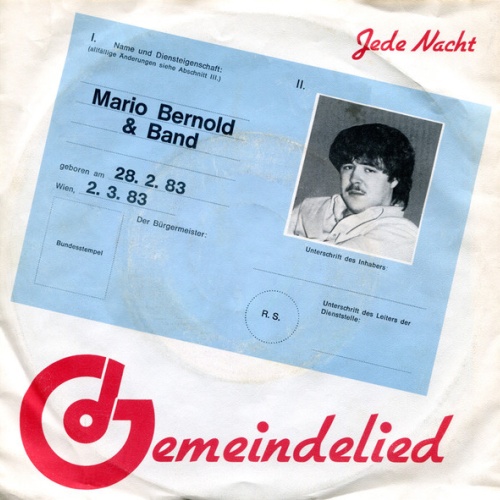 Jede Nacht
I. Name und Diensteigenschaft:
(allfällige Änderungen siehe Abschnitt III.)
II.
Mario Bernold
& Band
geboren am 28. 2. 83
Wien, 2. 3. 83
Der Bürgermeister:
Bundesstempel
Unterschrift des Inhabers:
R. S.
Unterschrift des Leiters der
Dienststelle:
Gemeindelied